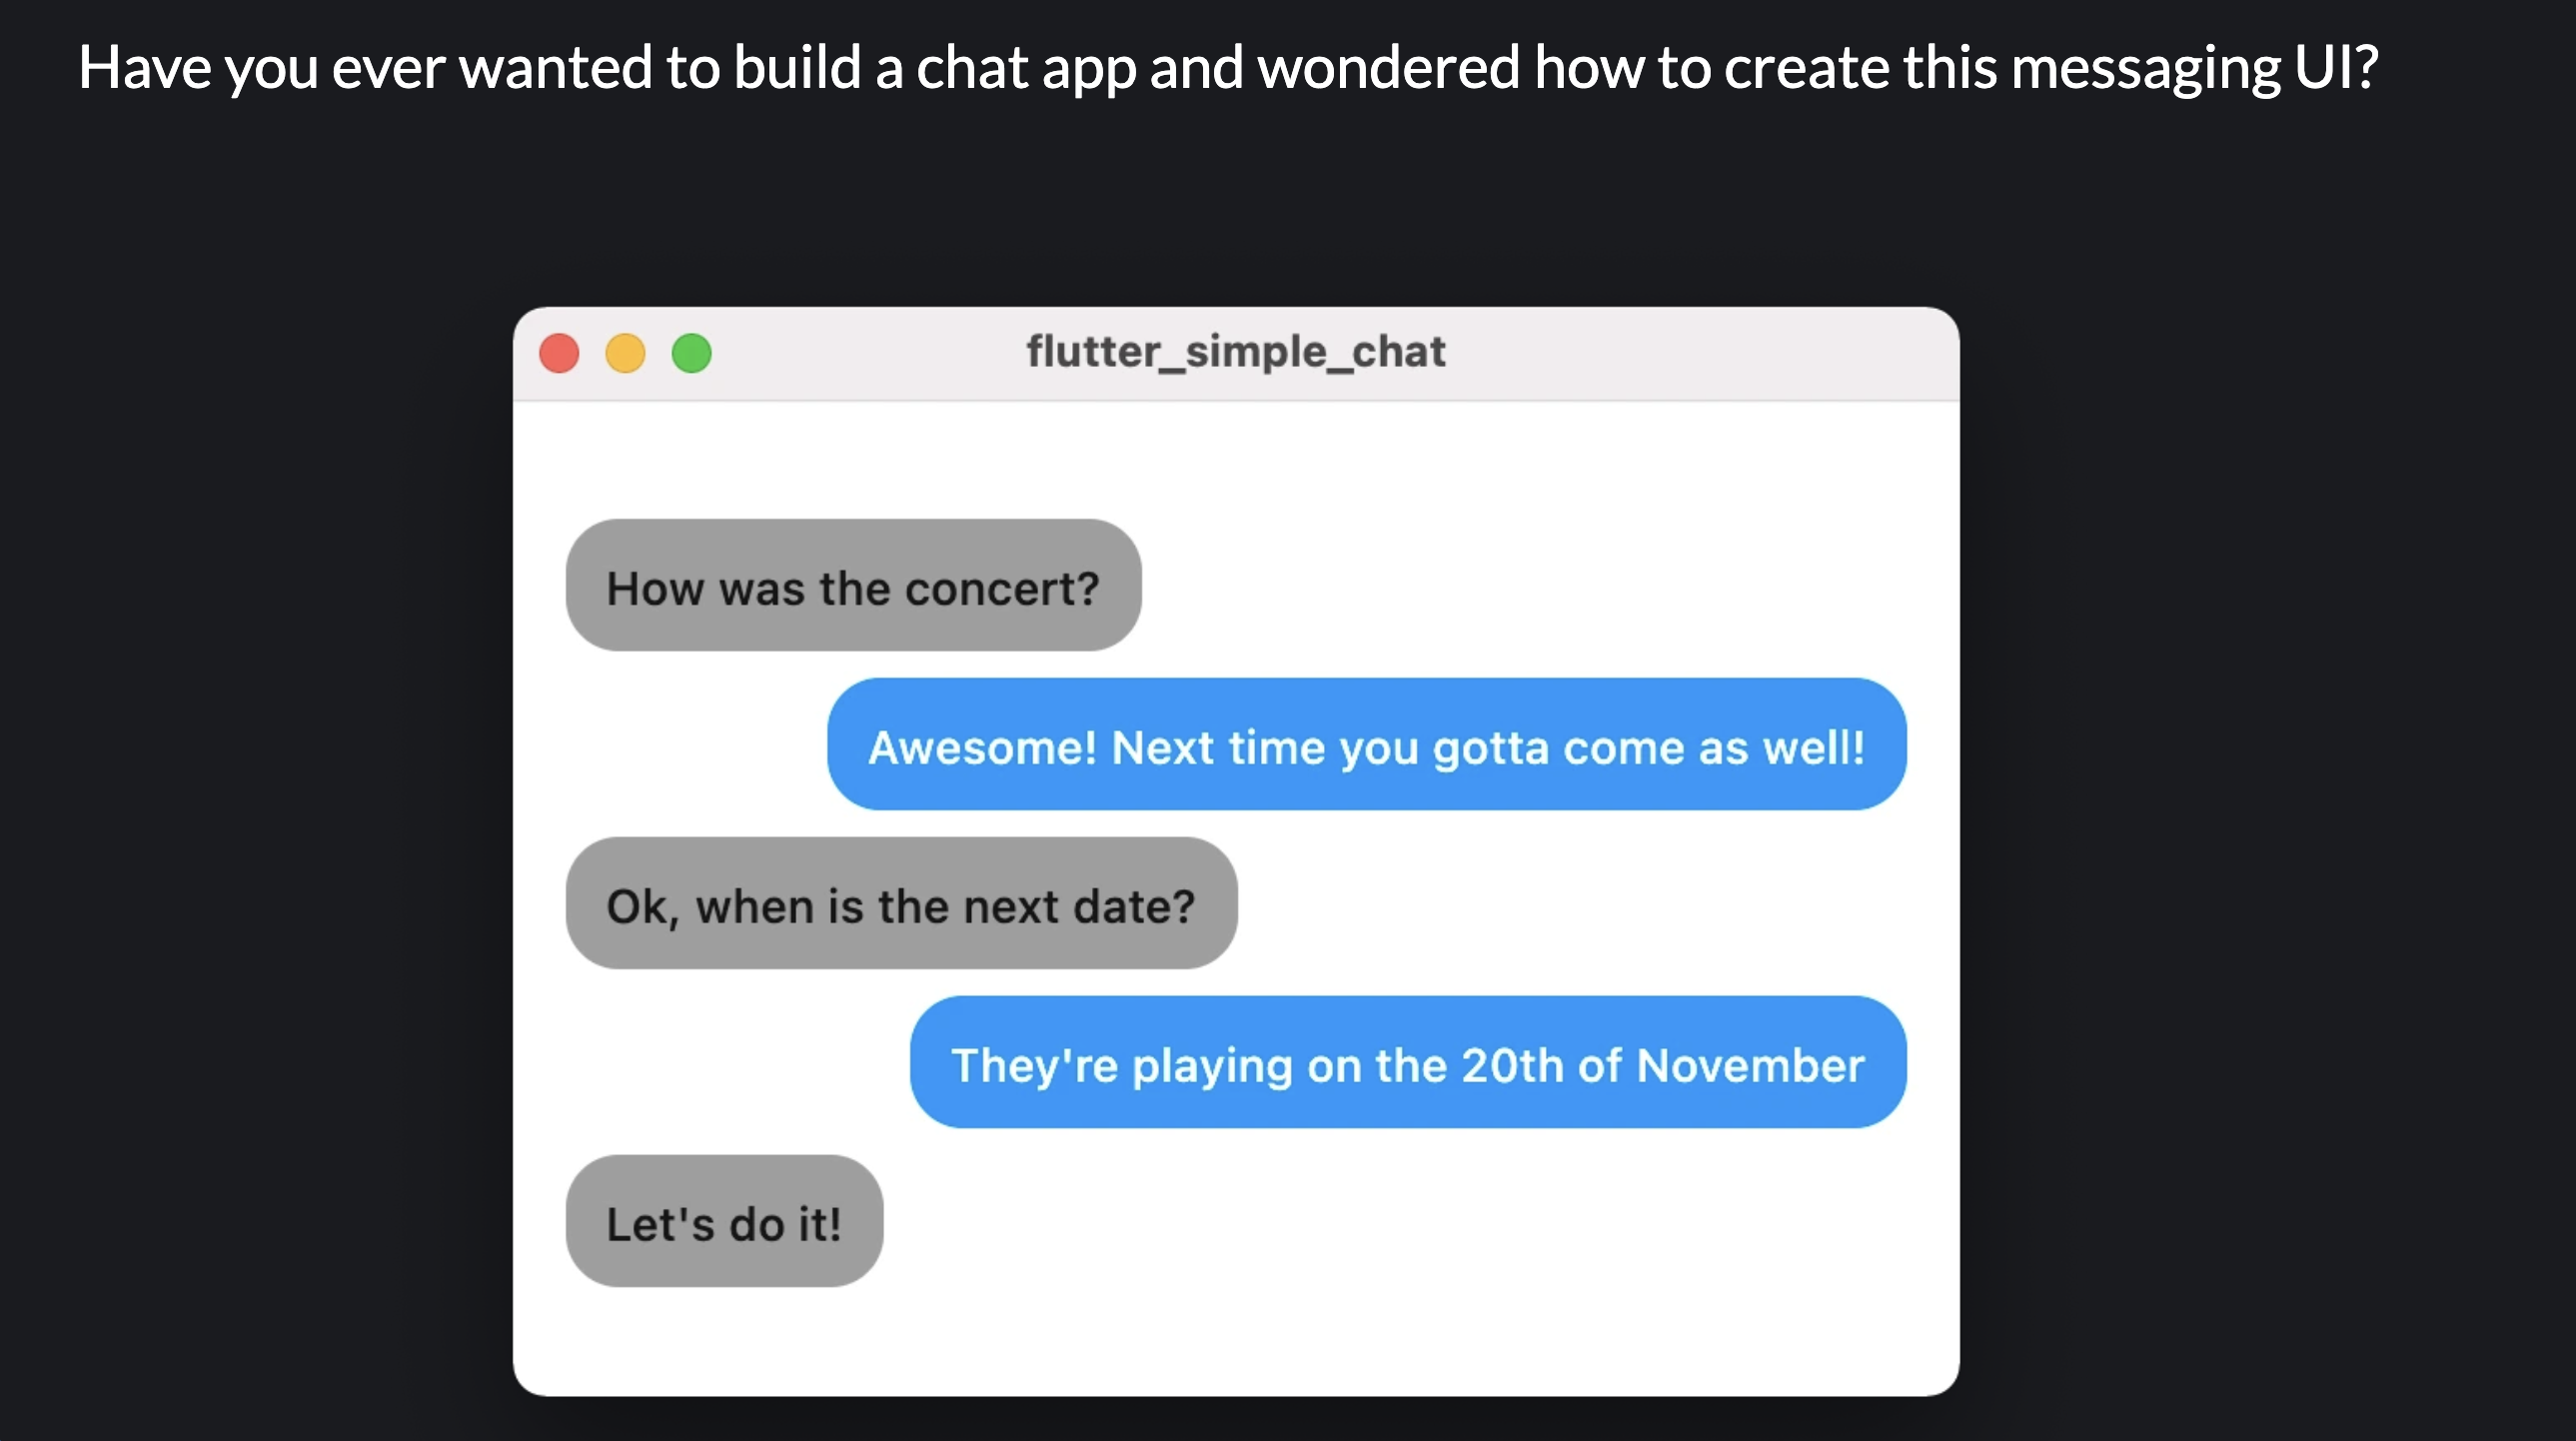 Have you ever wanted to build a chat app and wondered how to create this messaging UI?
flutter_simple_chat
How was the concert?
Awesome! Next time you gotta come as well!
Ok, when is the next date?
They're playing on the 20th of November
Let's do it!